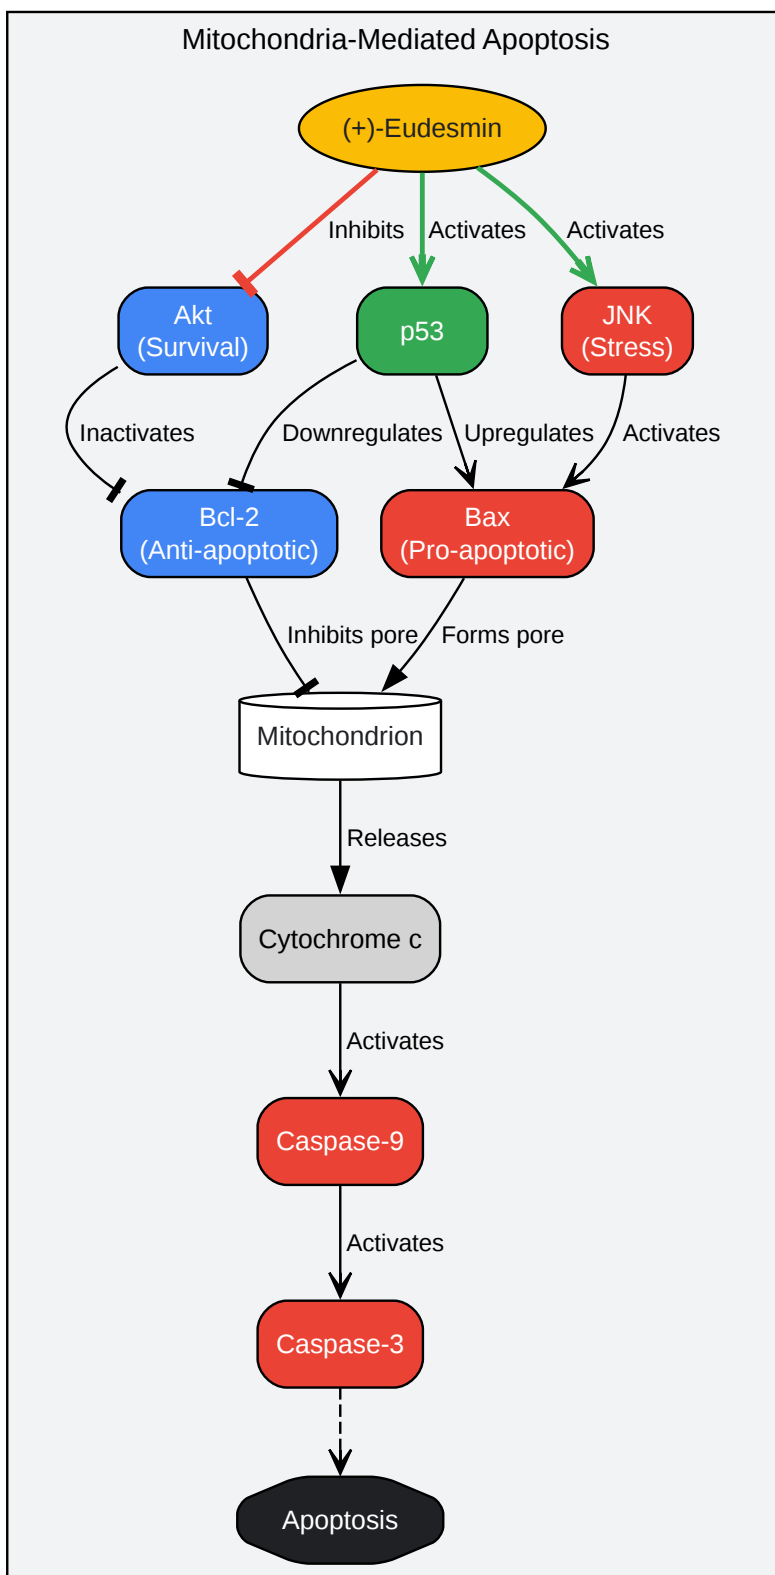 Mitochondria-Mediated Apoptosis
(+)-Eudesmin
Inhibits
Activates
Activates
Akt
(Survival)
p53
JNK
(Stress)
Inactivates
Downregulates
Upregulates
Activates
Bcl-2
(Anti-apoptotic)
Bax
(Pro-apoptotic)
Inhibits pore
Forms pore
Mitochondrion
Releases
Cytochrome c
Activates
Caspase-9
Activates
Caspase-3
Apoptosis